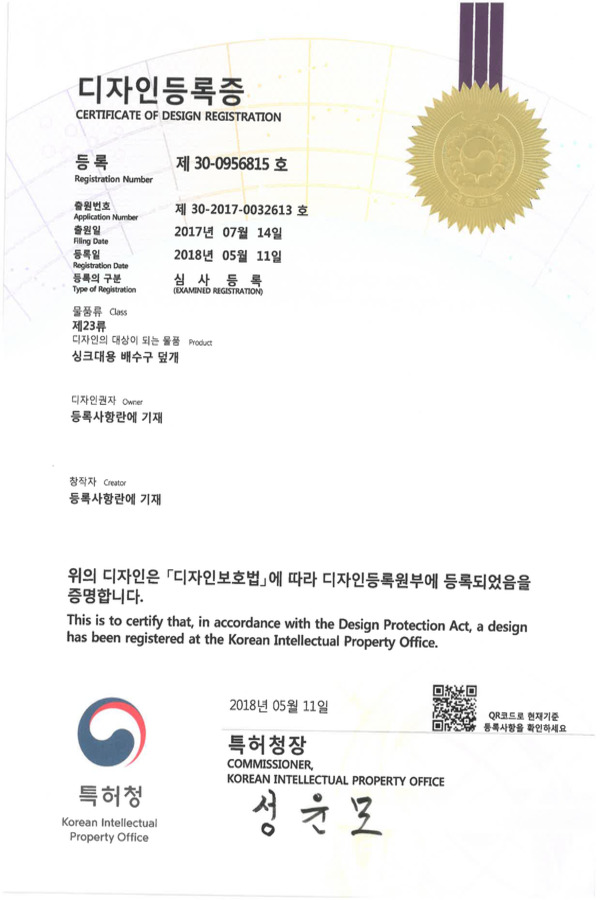 디자인등록증
CERTIFICATE OF DESIGN REGISTRATION
등록 제 30-0956815 호
Registration Number
출원번호 제 30-2017-0032613 호
Application Number
출원일 2017년 07월 14일
Filing Date
등록일 2018년 05월 11일
Registration Date
등록의 구분 심 사 등 록
Type of Registration (EXAMINED REGISTRATION)
물품류 Class
제23류
디자인의 대상이 되는 물품 Product
싱크대용 배수구 덮개
디자인권자 Owner
등록사항란에 기재
창작자 Creator
등록사항란에 기재
위의 디자인은 「디자인보호법」에 따라 디자인등록원부에 등록되었음을
증명합니다.
This is to certify that, in accordance with the Design Protection Act, a design
has been registered at the Korean Intellectual Property Office.
2018년 05월 11일
QR코드로 현재기준
등록사항을 확인하세요
특허청장
COMMISSIONER,
KOREAN INTELLECTUAL PROPERTY OFFICE
성윤모
특허청
Korean Intellectual
Property Office